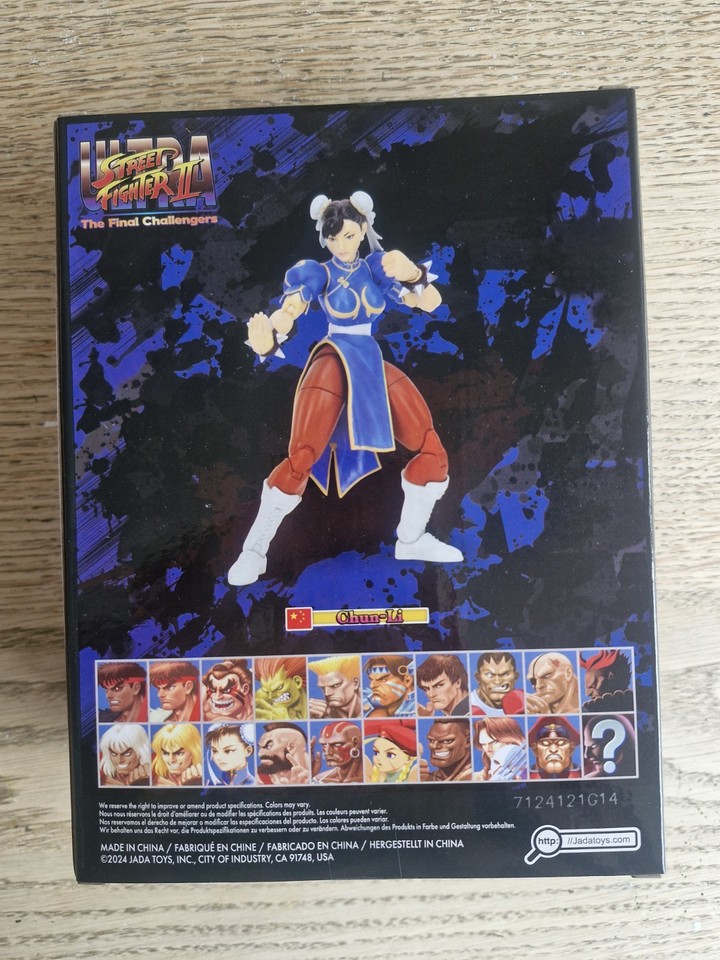 ULTRA
STREET
FIGHTER II
The Final Challengers
Chun-Li
?
We reserve the right to improve or amend product specifications. Colors may vary.
Nous nous réservons le droit d'améliorer ou de modifier les spécifications des produits. Les couleurs peuvent varier.
Nos reservamos el derecho de mejorar o modificar las especificaciones del producto. Los colores pueden variar.
Wir behalten uns das Recht vor, die Produktspezifikationen zu verbessern oder zu verändern. Abweichungen des Produkts in Farbe und Gestaltung vorbehalten.
7124121G14
MADE IN CHINA / FABRIQUÉ EN CHINE / FABRICADO EN CHINA / HERGESTELLT IN CHINA
©2024 JADA TOYS, INC., CITY OF INDUSTRY, CA 91748, USA
http: //Jadatoys.com